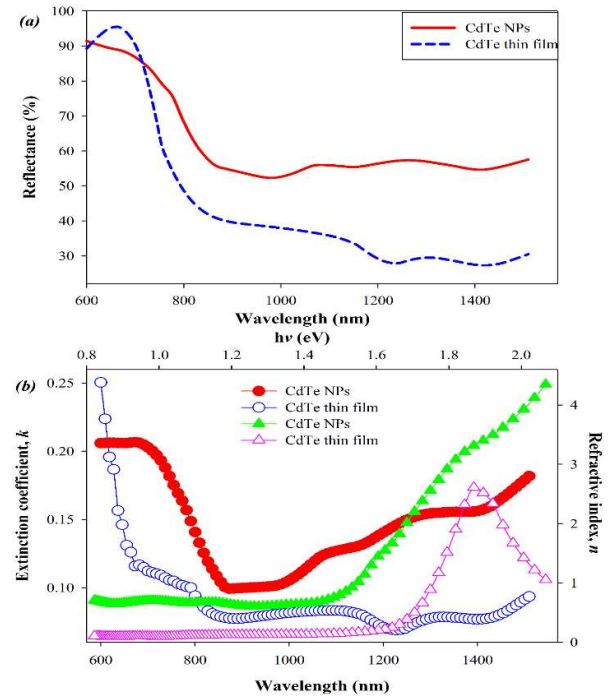 (a)
100
90
80
70
60
50
40
30
Reflectance (%)
CdTe NPs
CdTe thin film
600
800
1000
1200
1400
Wavelength (nm)
hν (eV)
0.8
1.0
1.2
1.4
1.6
1.8
2.0
(b)
0.25
0.20
0.15
0.10
Extinction coefficient, k
CdTe NPs
CdTe thin film
CdTe NPs
CdTe thin film
4
3
2
1
0
Refractive index, n
600
800
1000
1200
1400
Wavelength (nm)